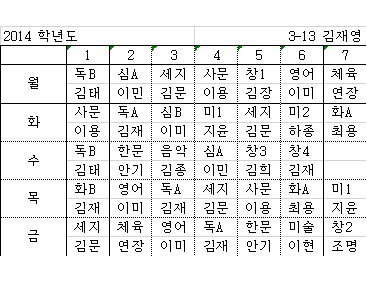 2014 학년도 3-13 김재영
1 2 3 4 5 6 7
월 독B 심A 세지 사문 창1 영어 체육
김태 이민 김문 이용 김장 이미 연장
화 사문 독A 심B 미1 세지 미2 화A
이용 김재 이미 지윤 김문 하종 최용
수 독B 한문 음악 심A 창3 창4
김태 안기 김종 이민 김희 김재
목 화B 영어 독A 세지 사문 화A 미1
김재 이미 김재 김문 이용 최용 지윤
금 세지 체육 영어 독A 한문 미술 창2
김문 연장 이미 김재 안기 이현 조명